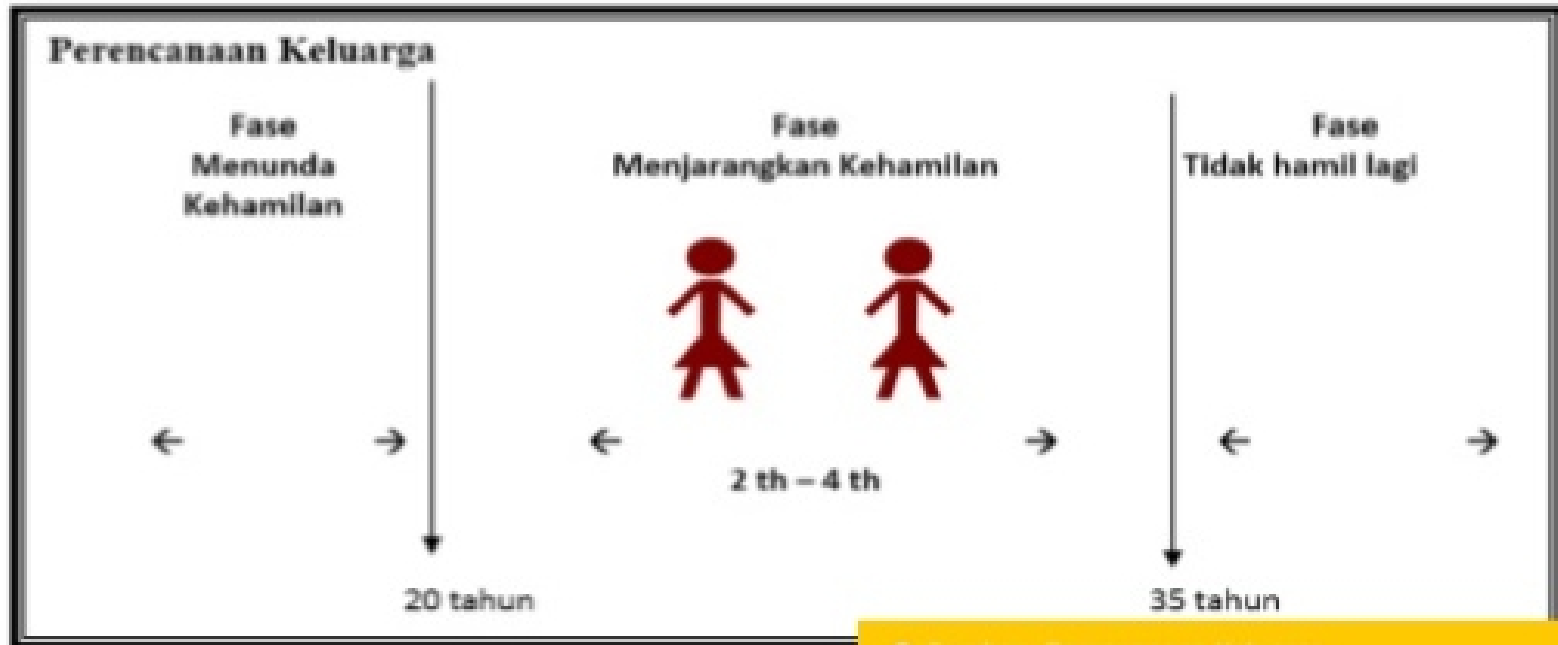 Perencanaan Keluarga
Fase
Menunda
Kehamilan
Fase
Menjarangkan Kehamilan
Fase
Tidak hamil lagi
2 th – 4 th
20 tahun
35 tahun